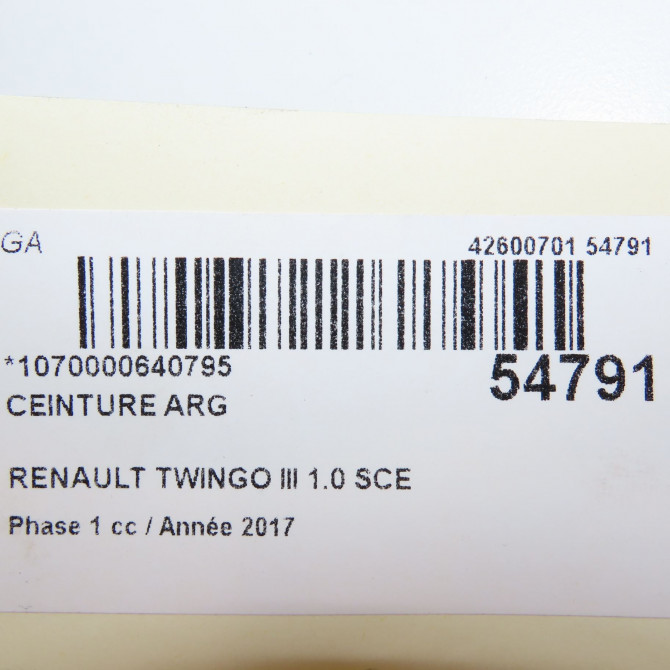 GA 42600701 54791
*1070000640795 54791
CEINTURE ARG
RENAULT TWINGO III 1.0 SCE
Phase 1 cc / Année 2017